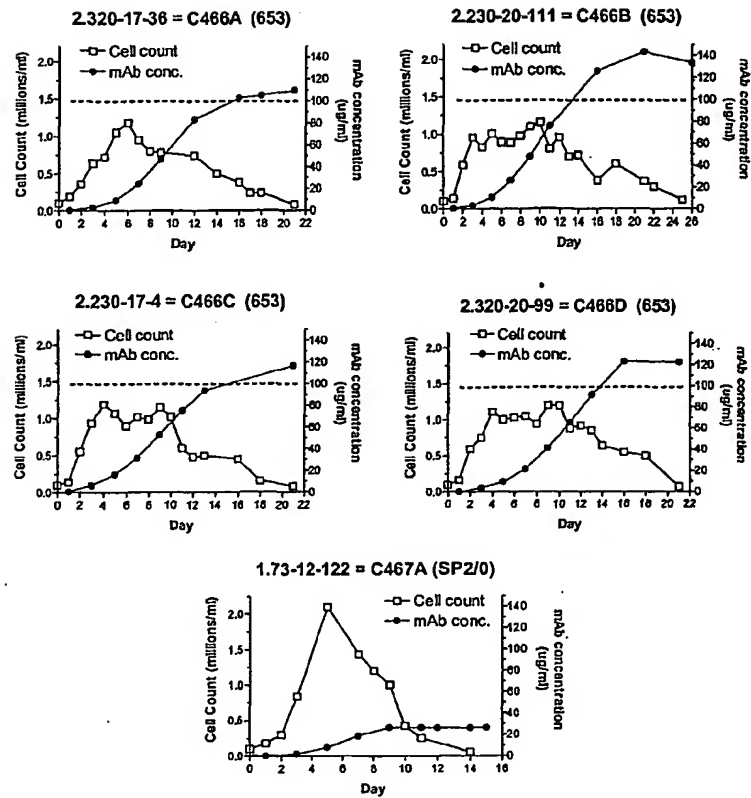 2.320-17-36 = C466A (653)
Cell count
mAb conc.
Cell Count (millions/ml)
2.0
1.5
1.0
0.5
0.0
140
120
100
80
60
40
20
0
mAb concentration
(ug/ml)
0 2 4 6 8 10 12 14 16 18 20 22
Day
2.230-20-111 = C466B (653)
Cell count
mAb conc.
Cell Count (millions/ml)
2.0
1.5
1.0
0.5
0.0
140
120
100
80
60
40
20
0
mAb concentration
(ug/ml)
0 2 4 6 8 10 12 14 16 18 20 22 24 26
Day
2.230-17-4 = C466C (653)
Cell count
mAb conc.
Cell Count (millions/ml)
2.0
1.5
1.0
0.5
0.0
140
120
100
80
60
40
20
0
mAb concentration
(ug/ml)
0 2 4 6 8 10 12 14 16 18 20 22
Day
2.320-20-99 = C466D (653)
Cell count
mAb conc.
Cell Count (millions/ml)
2.0
1.5
1.0
0.5
0.0
140
120
100
80
60
40
20
0
mAb concentration
(ug/ml)
0 2 4 6 8 10 12 14 16 18 20 22
Day
1.73-12-122 = C467A (SP2/0)
Cell count
mAb conc.
Cell Count (millions/ml)
2.0
1.5
1.0
0.5
0.0
140
120
100
80
60
40
20
0
mAb concentration
(ug/ml)
0 2 4 6 8 10 12 14 16
Day